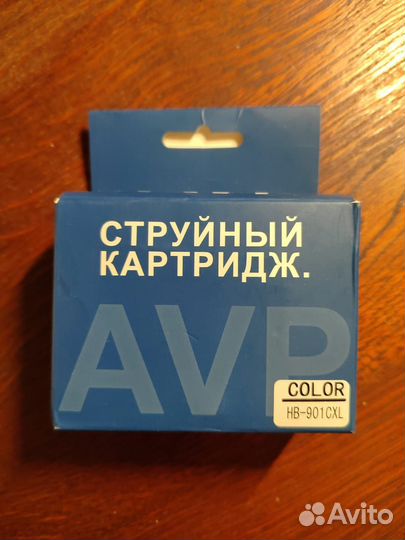 СТРУЙНЫЙ
КАРТРИДЖ.
AVP
COLOR
HB-901CXL
Avito